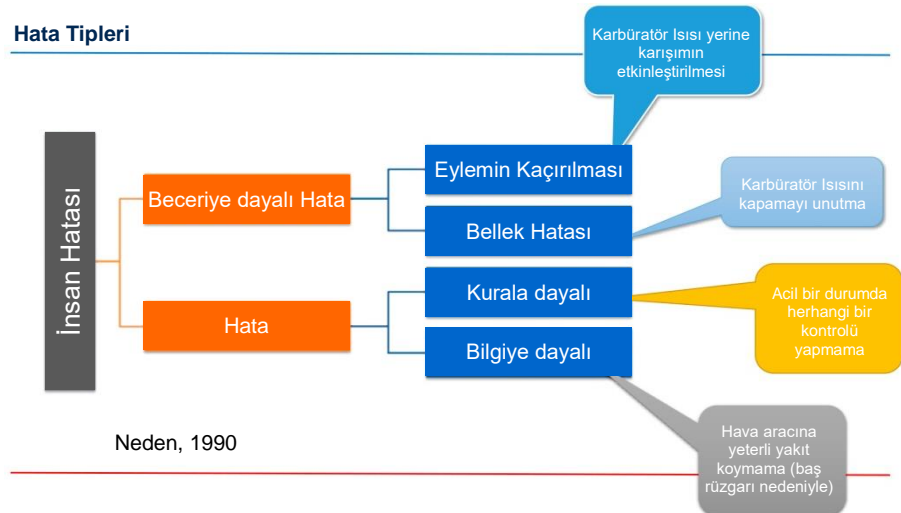 Hata Tipleri
Karbüratör Isısı yerine
karışımın
etkinleştirilmesi
İnsan Hatası
Beceriye dayalı Hata
Eylemin Kaçırılması
Bellek Hatası
Karbüratör Isısını
kapamayı unutma
Hata
Kurala dayalı
Bilgiye dayalı
Acil bir durumda
herhangi bir
kontrolü
yapmama
Neden, 1990
Hava aracına
yeterli yakıt
koymama (baş
rüzgarı nedeniyle)